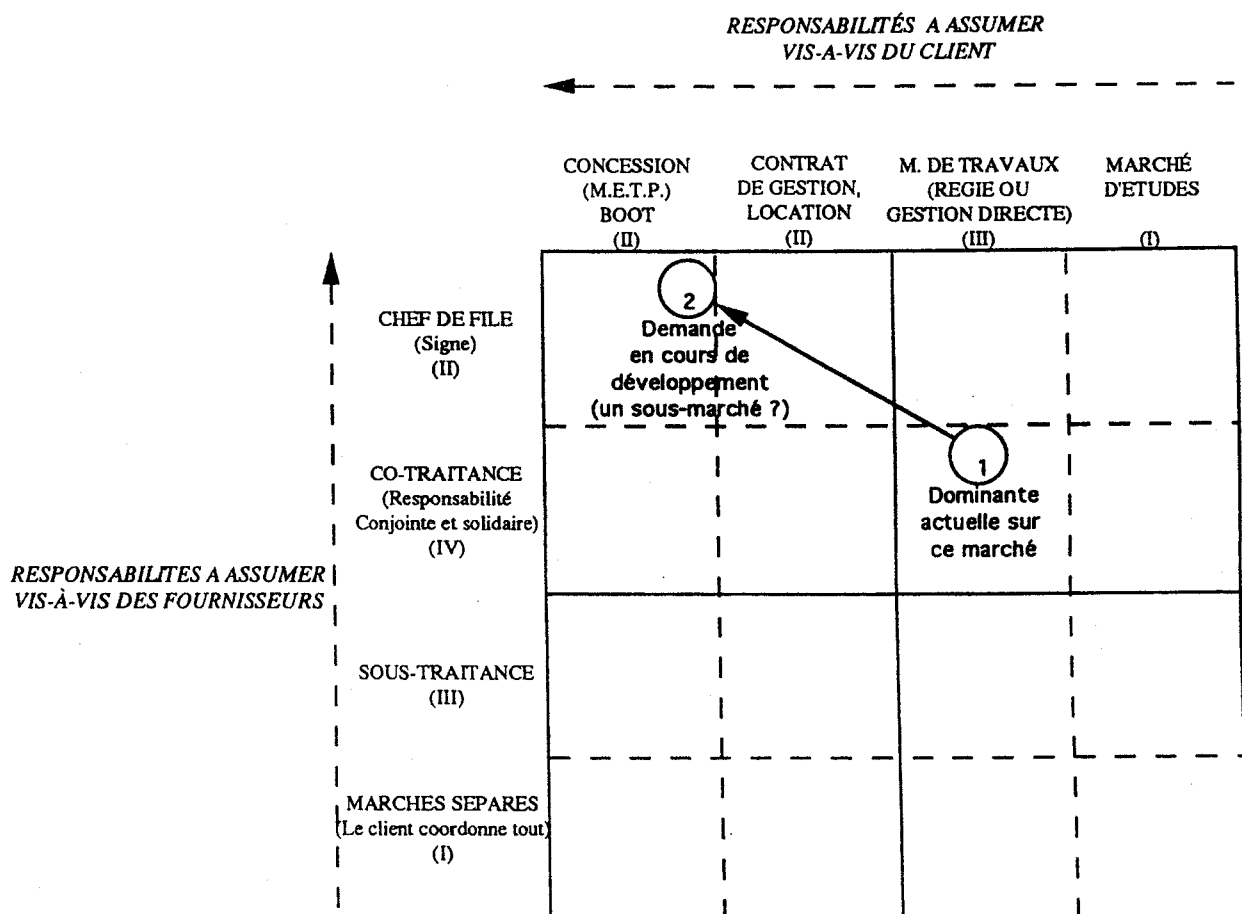 RESPONSABILITÉS A ASSUMER
VIS-A-VIS DU CLIENT
CONCESSION
(M.E.T.P.)
BOOT
(II)
CONTRAT
DE GESTION,
LOCATION
(II)
M. DE TRAVAUX
(REGIE OU
GESTION DIRECTE)
(III)
MARCHÉ
D'ETUDES
(I)
CHEF DE FILE
(Signe)
(II)
2
Demande
en cours de
développement
(un sous-marché ?)
CO-TRAITANCE
(Responsabilité
Conjointe et solidaire)
(IV)
1
Dominante
actuelle sur
ce marché
RESPONSABILITES A ASSUMER
VIS-À-VIS DES FOURNISSEURS
SOUS-TRAITANCE
(III)
MARCHES SEPARES
(Le client coordonne tout)
(I)